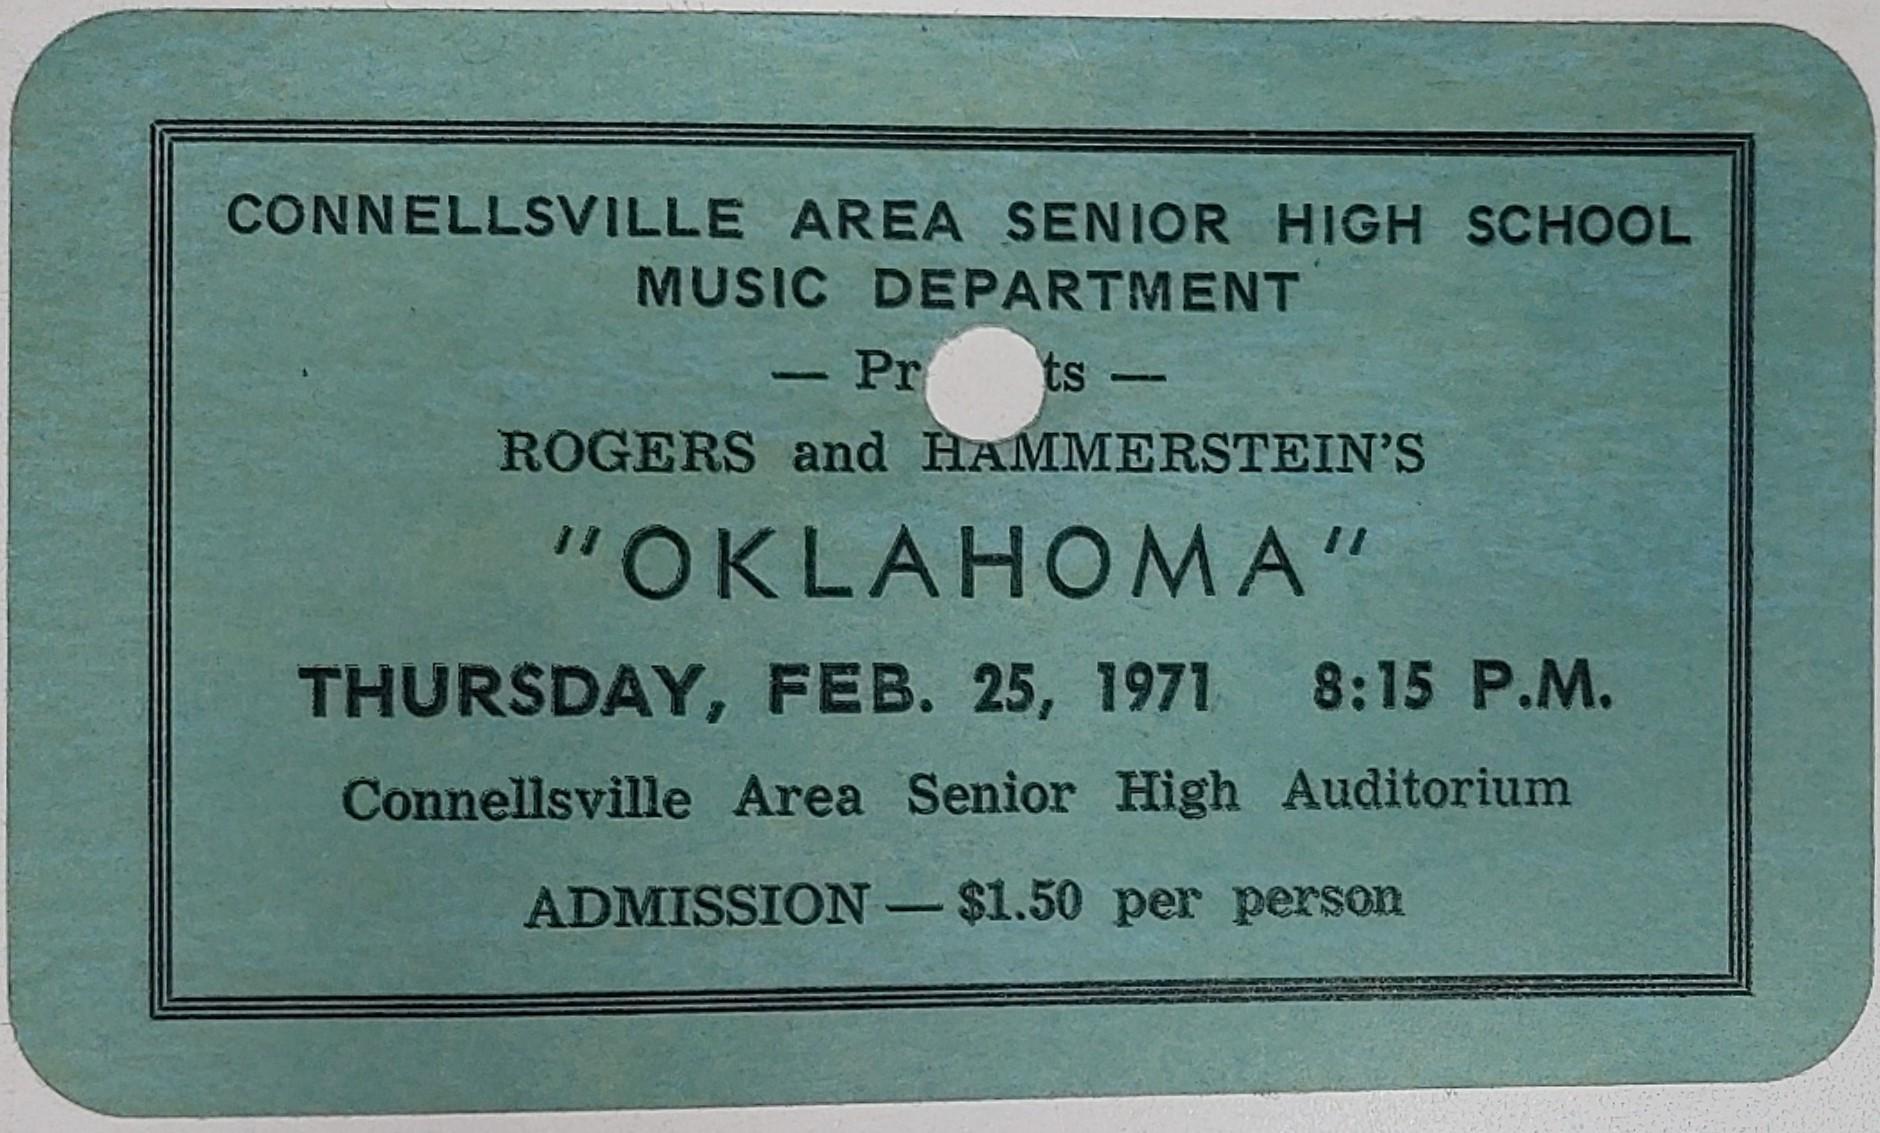 CONNELLSVILLE AREA SENIOR HIGH SCHOOL
MUSIC DEPARTMENT
— Pr ts —
ROGERS and HAMMERSTEIN'S
"OKLAHOMA"
THURSDAY, FEB. 25, 1971 8:15 P.M.
Connellsville Area Senior High Auditorium
ADMISSION — $1.50 per person